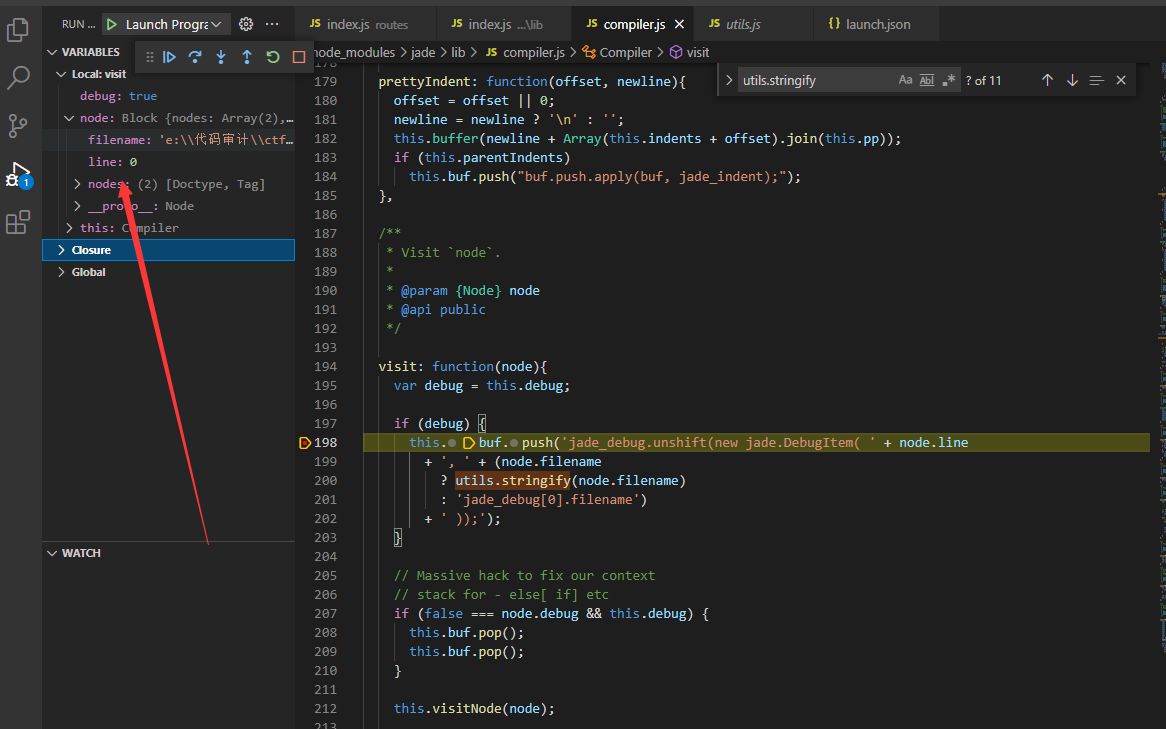 RUN ...
Launch Progra
index.js routes
index.js ...\lib
compiler.js
utils.js
launch.json
node_modules > jade > lib > JS compiler.js > Compiler > visit
VARIABLES
Local: visit
debug: true
node: Block {nodes: Array(2),...
filename: 'e:\\代码审计\\ctf...
line: 0
nodes: (2) [Doctype, Tag]
__proto__: Node
this: Compiler
Closure
Global
WATCH
1
utils.stringify
Aa
? of 11
178
179 prettyIndent: function(offset, newline){
180 offset = offset || 0;
181 newline = newline ? '\n' : '';
182 this.buffer(newline + Array(this.indents + offset).join(this.pp));
183 if (this.parentIndents)
184 this.buf.push("buf.push.apply(buf, jade_indent);");
185 },
186
187 /**
188 * Visit `node`.
189 *
190 * @param {Node} node
191 * @api public
192 */
193
194 visit: function(node){
195 var debug = this.debug;
196
197 if (debug) {
198 this.buf.push('jade_debug.unshift(new jade.DebugItem( ' + node.line
199 + ', ' + (node.filename
200 ? utils.stringify(node.filename)
201 : 'jade_debug[0].filename')
202 + ' ));');
203 }
204
205 // Massive hack to fix our context
206 // stack for - else[ if] etc
207 if (false === node.debug && this.debug) {
208 this.buf.pop();
209 this.buf.pop();
210 }
211
212 this.visitNode(node);
213